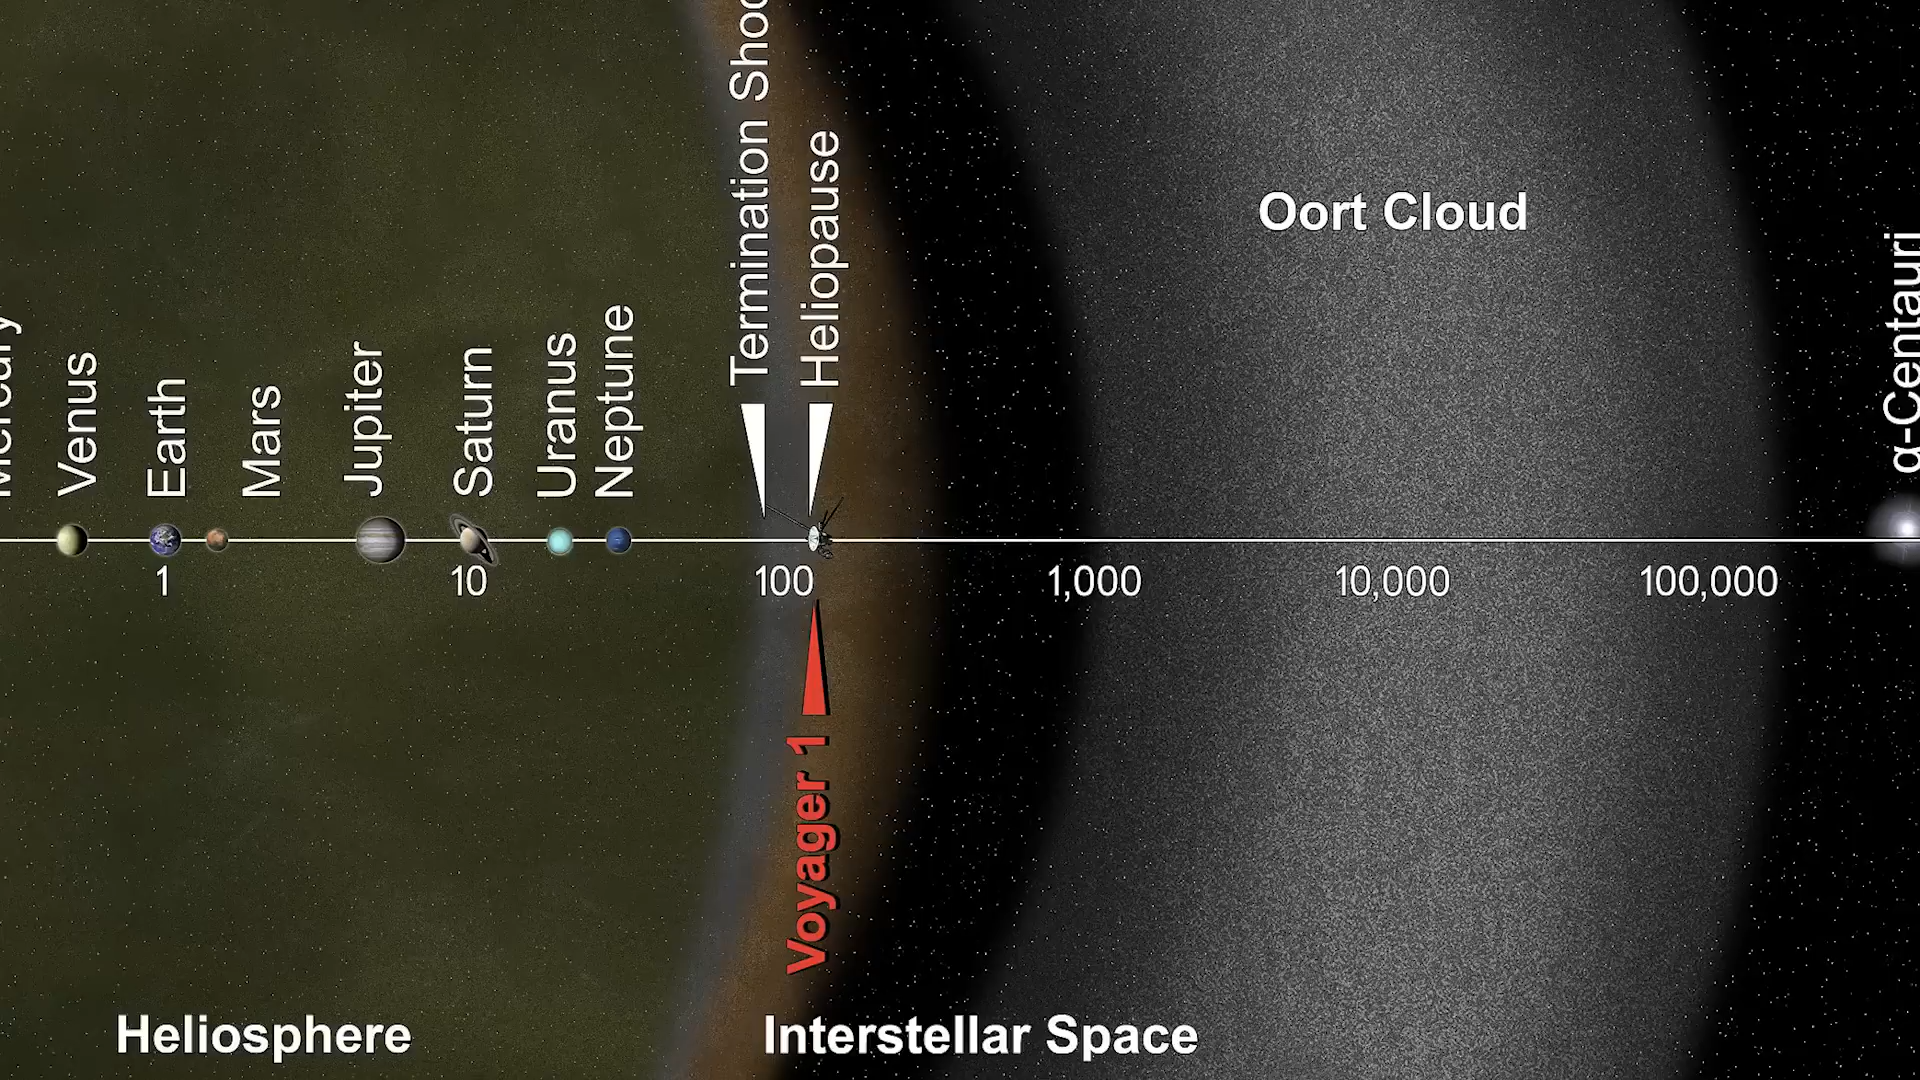 Venus
Earth
Mars
Jupiter
Saturn
Uranus
Neptune
Termination
Heliopause
Oort Cloud
α-Centauri
1
10
100
1,000
10,000
100,000
Voyager 1
Heliosphere
Interstellar Space